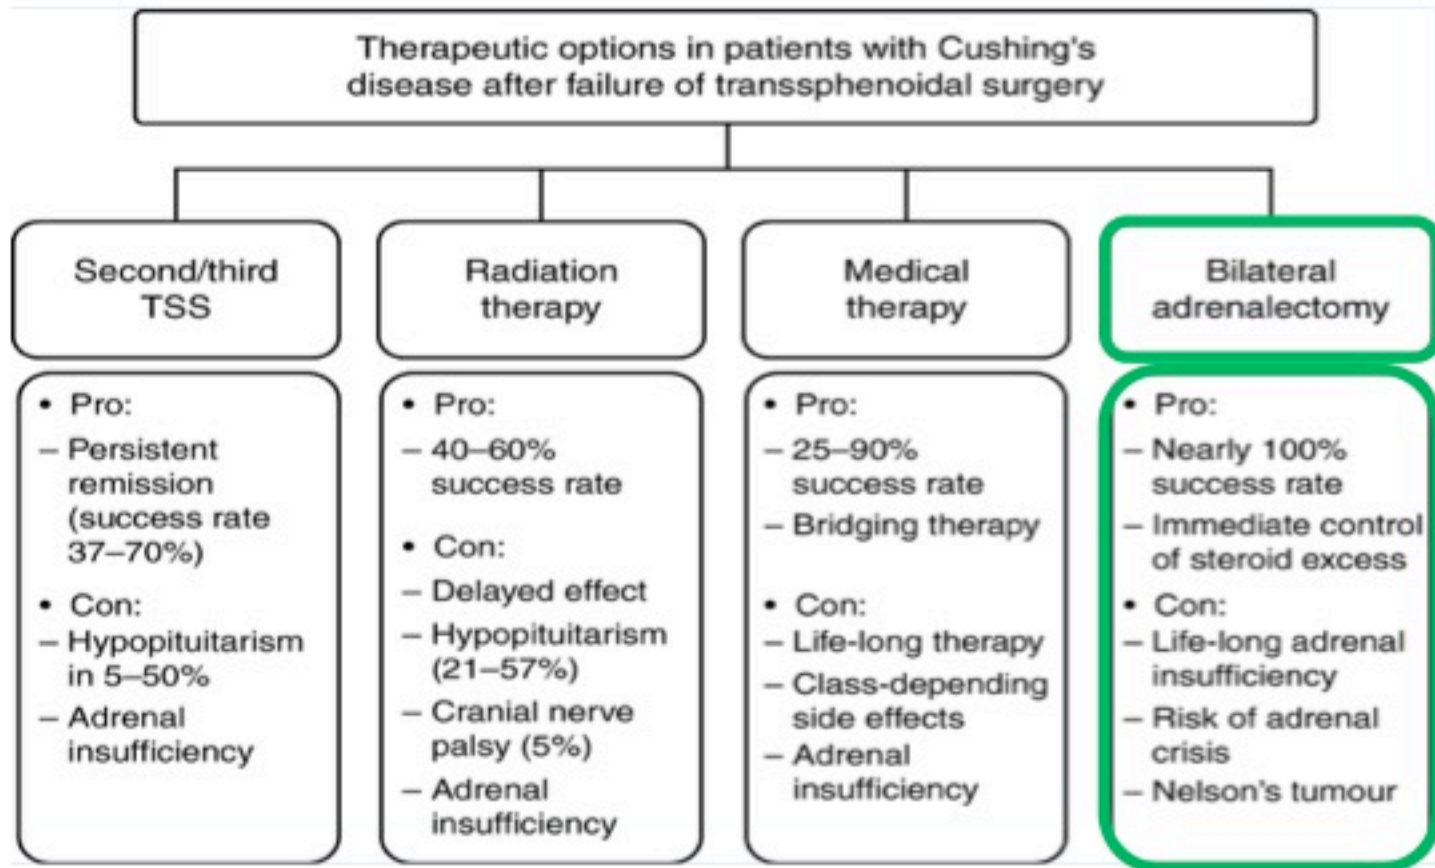 Therapeutic options in patients with Cushing's
disease after failure of transsphenoidal surgery
Second/third
TSS
• Pro:
– Persistent
remission
(success rate
37–70%)
• Con:
– Hypopituitarism
in 5–50%
– Adrenal
insufficiency
Radiation
therapy
• Pro:
– 40–60%
success rate
• Con:
– Delayed effect
– Hypopituitarism
(21–57%)
– Cranial nerve
palsy (5%)
– Adrenal
insufficiency
Medical
therapy
• Pro:
– 25–90%
success rate
– Bridging therapy
• Con:
– Life-long therapy
– Class-depending
side effects
– Adrenal
insufficiency
Bilateral
adrenalectomy
• Pro:
– Nearly 100%
success rate
– Immediate control
of steroid excess
• Con:
– Life-long adrenal
insufficiency
– Risk of adrenal
crisis
– Nelson's tumour